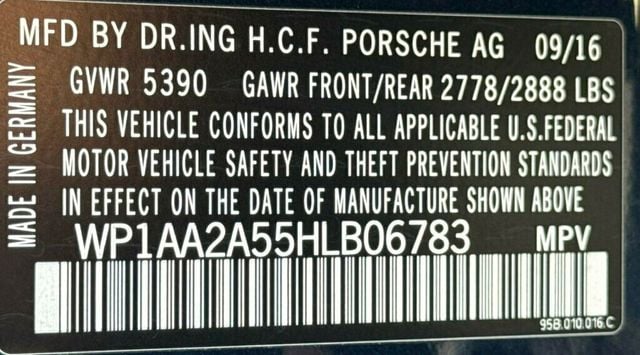 MFD BY DR.ING H.C.F. PORSCHE AG 09/16
GVWR 5390 GAWR FRONT/REAR 2778/2888 LBS
THIS VEHICLE CONFORMS TO ALL APPLICABLE U.S.FEDERAL
MOTOR VEHICLE SAFETY AND THEFT PREVENTION STANDARDS
IN EFFECT ON THE DATE OF MANUFACTURE SHOWN ABOVE
WP1AA2A55HLB06783 MPV
95B.010.016.C
MADE IN GERMANY